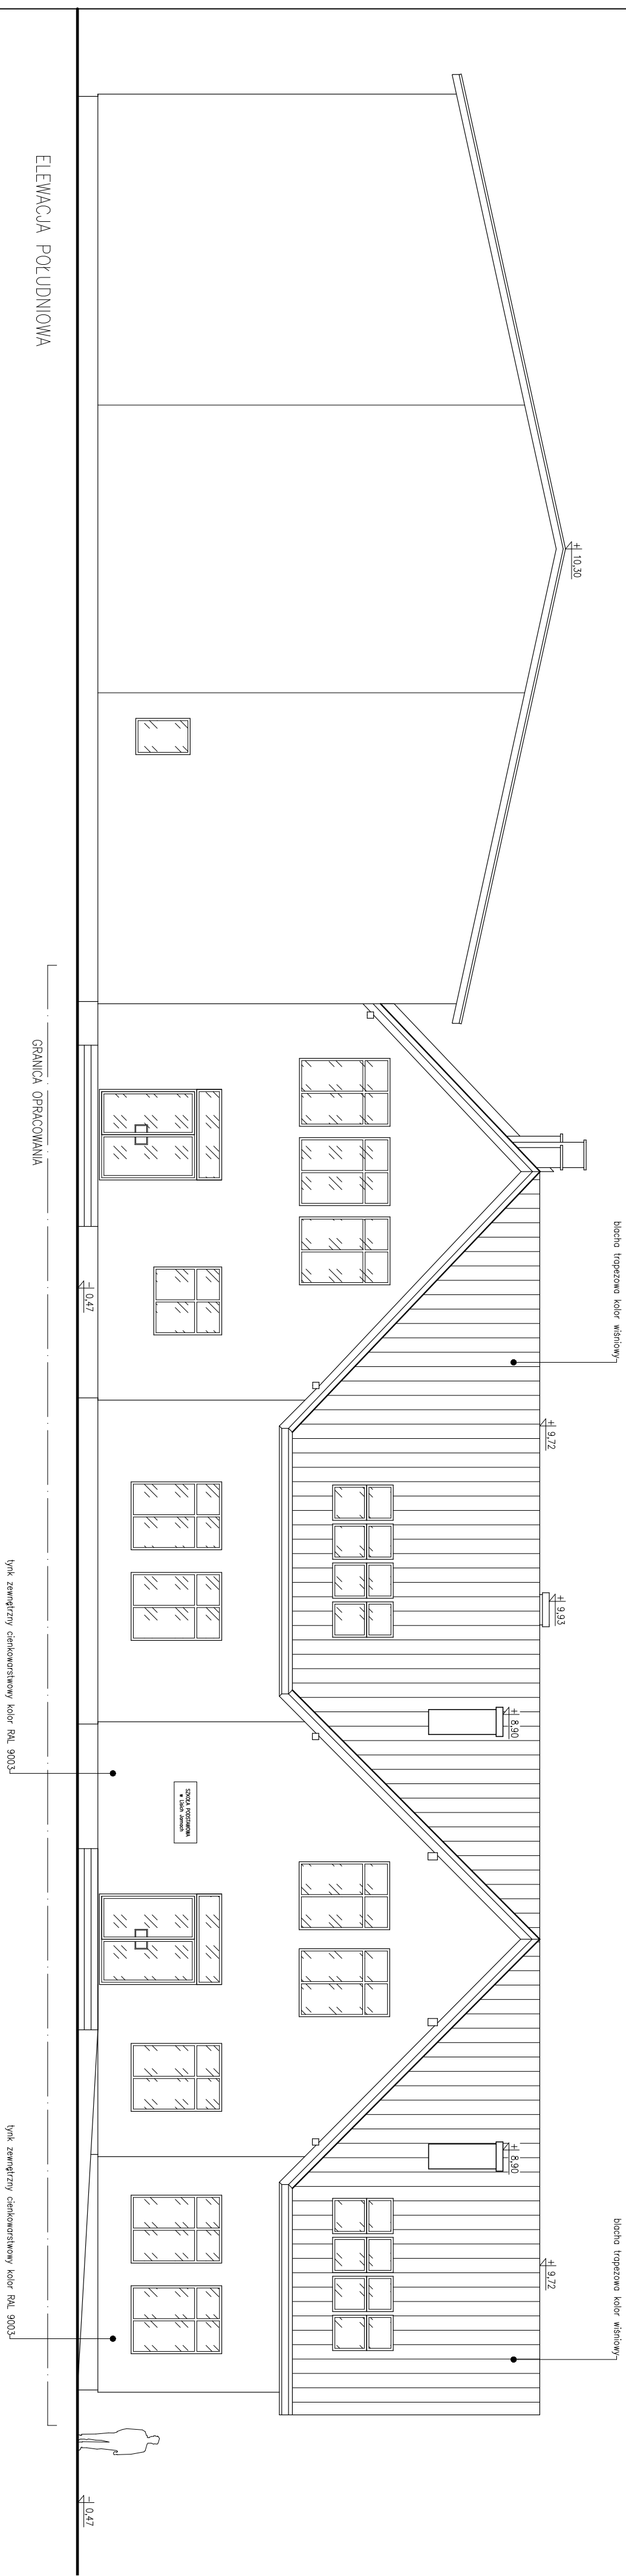 ELEWACJA POŁUDNIOWA
+ 10,30
GRANICA OPRACOWANIA
blacha trapezowa kolor wiśniowy
- 0,47
+ 9,72
+ 9,93
+ 8,90
tynk zewnętrzny cienkowarstwowy kolor RAL 9003
SZKOŁA PODSTAWOWA
w Lisich Jamach
+ 8,90
+ 9,72
blacha trapezowa kolor wiśniowy
tynk zewnętrzny cienkowarstwowy kolor RAL 9003
- 0,47